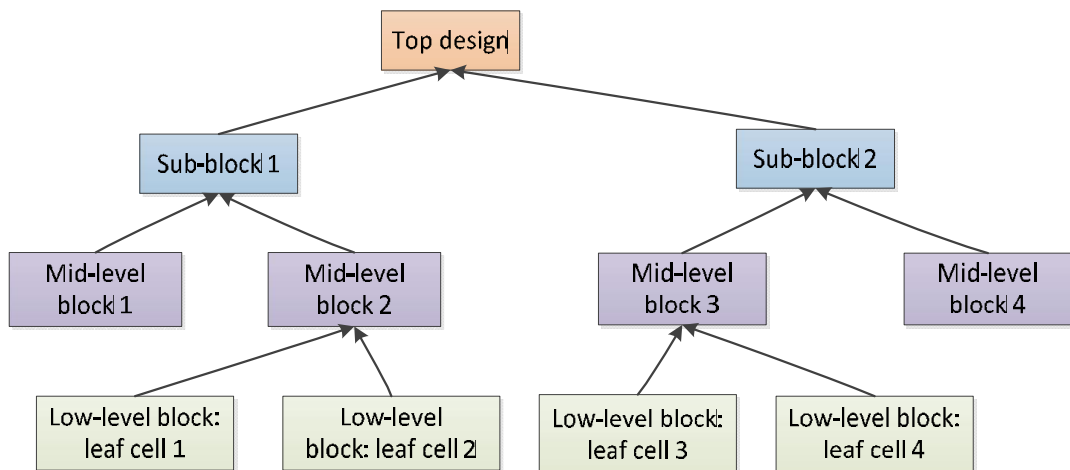 Top design
Sub-block 1
Sub-block 2
Mid-level
block 1
Mid-level
block 2
Mid-level
block 3
Mid-level
block 4
Low-level block:
leaf cell 1
Low-level
block: leaf cell 2
Low-level block:
leaf cell 3
Low-level block:
leaf cell 4